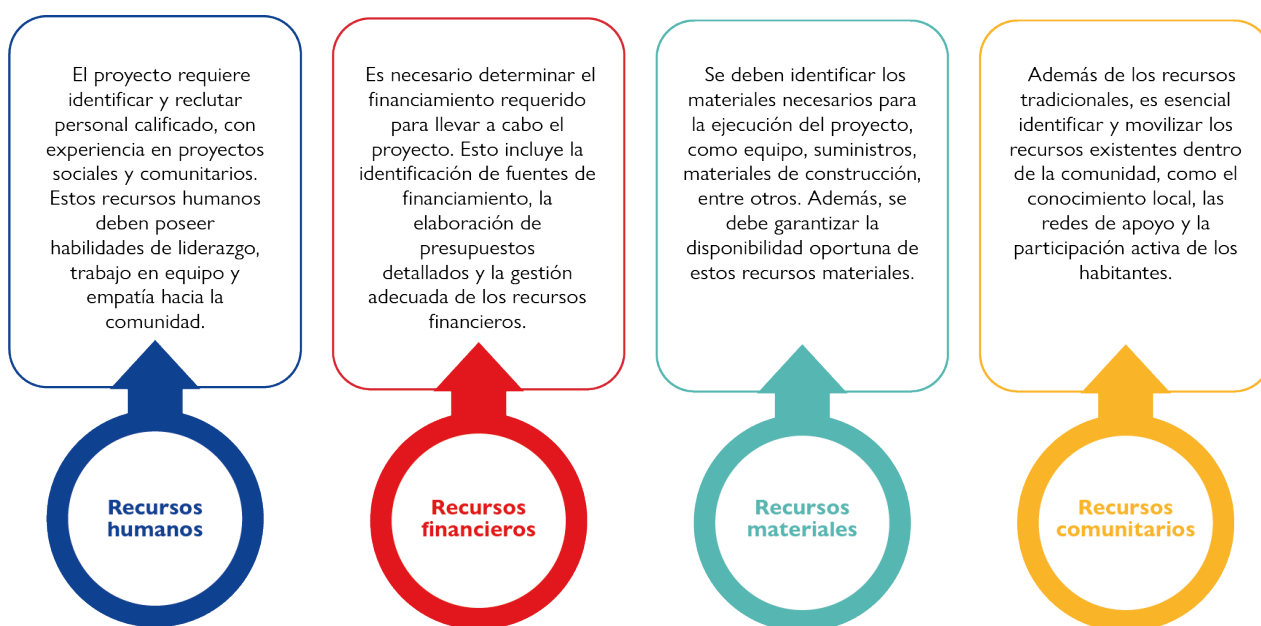 El proyecto requiere
identificar y reclutar
personal calificado, con
experiencia en proyectos
sociales y comunitarios.
Estos recursos humanos
deben poseer
habilidades de liderazgo,
trabajo en equipo y
empatía hacia la
comunidad.
Recursos
humanos
Es necesario determinar el
financiamiento requerido
para llevar a cabo el
proyecto. Esto incluye la
identificación de fuentes de
financiamiento, la
elaboración de
presupuestos
detallados y la gestión
adecuada de los recursos
financieros.
Recursos
financieros
Se deben identificar los
materiales necesarios para
la ejecución del proyecto,
como equipo, suministros,
materiales de construcción,
entre otros. Además, se
debe garantizar la
disponibilidad oportuna de
estos recursos materiales.
Recursos
materiales
Además de los recursos
tradicionales, es esencial
identificar y movilizar los
recursos existentes dentro
de la comunidad, como el
conocimiento local, las
redes de apoyo y la
participación activa de los
habitantes.
Recursos
comunitarios